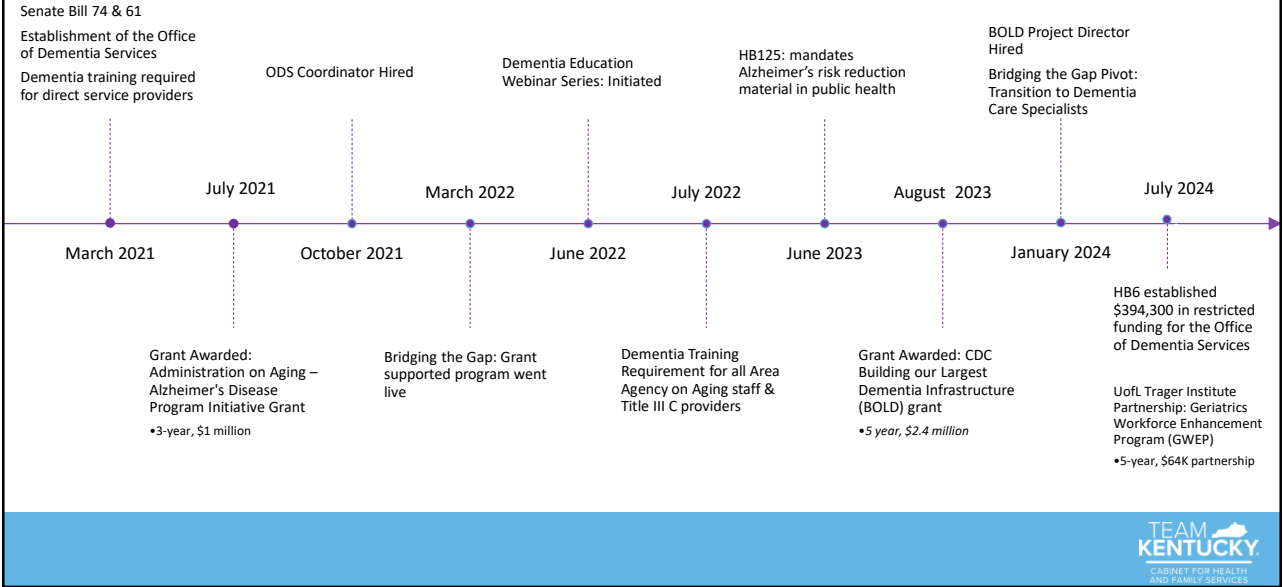 Senate Bill 74 & 61
Establishment of the Office
of Dementia Services
Dementia training required
for direct service providers
ODS Coordinator Hired
Dementia Education
Webinar Series: Initiated
HB125: mandates
Alzheimer's risk reduction
material in public health
BOLD Project Director
Hired
Bridging the Gap Pivot:
Transition to Dementia
Care Specialists
July 2021
March 2022
July 2022
August 2023
July 2024
March 2021
October 2021
June 2022
June 2023
January 2024
Grant Awarded:
Administration on Aging –
Alzheimer's Disease
Program Initiative Grant
•3-year, $1 million
Bridging the Gap: Grant
supported program went
live
Dementia Training
Requirement for all Area
Agency on Aging staff &
Title III C providers
Grant Awarded: CDC
Building our Largest
Dementia Infrastructure
(BOLD) grant
•5 year, $2.4 million
HB6 established
$394,300 in restricted
funding for the Office
of Dementia Services
UofL Trager Institute
Partnership: Geriatrics
Workforce Enhancement
Program (GWEP)
•5-year, $64K partnership
TEAM
KENTUCKY.
CABINET FOR HEALTH
AND FAMILY SERVICES